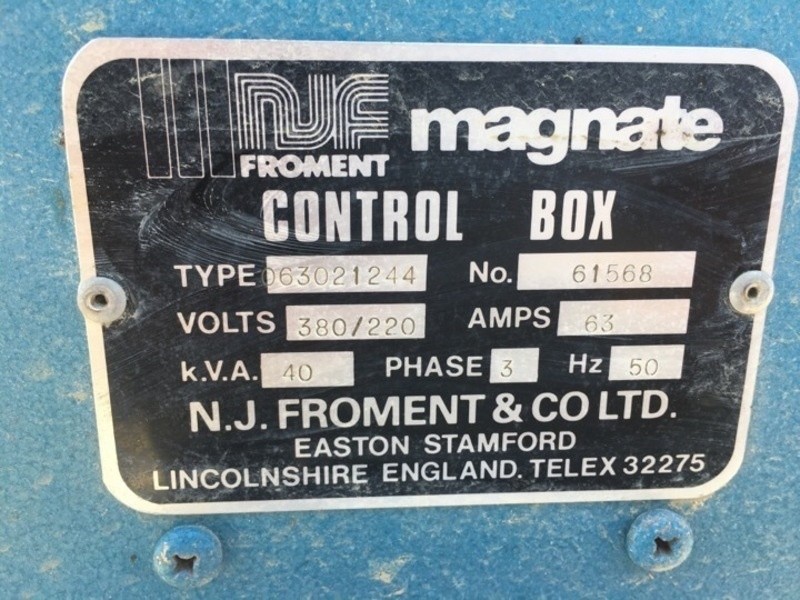 NJF magnate
FROMENT
CONTROL BOX
TYPE 063021244 No. 61568
VOLTS 380/220 AMPS 63
k.V.A. 40 PHASE 3 Hz 50
N.J. FROMENT & CO LTD.
EASTON STAMFORD
LINCOLNSHIRE ENGLAND. TELEX 32275